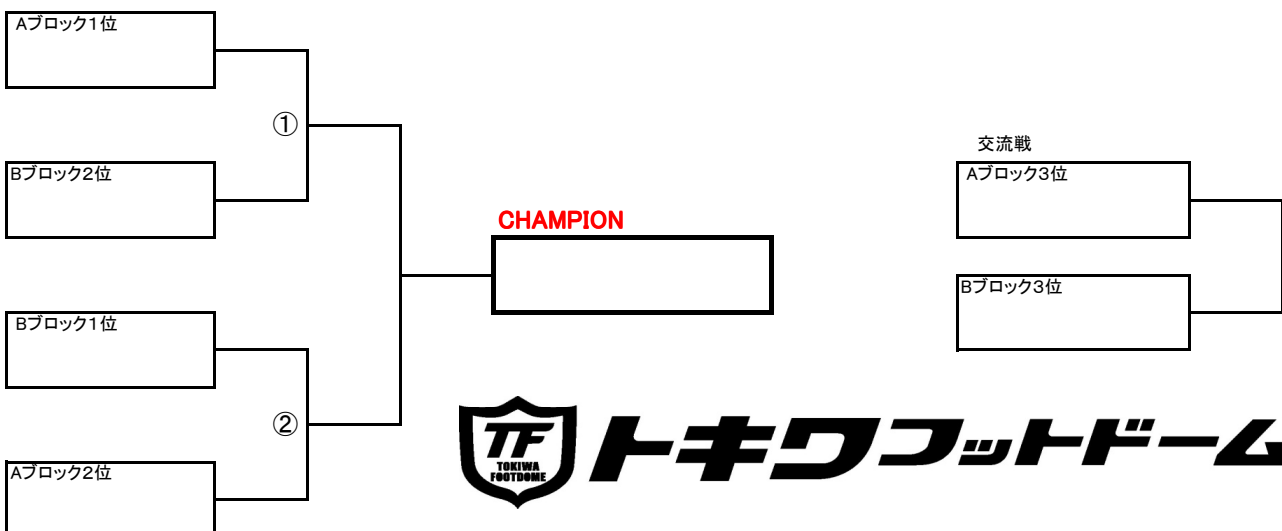 Aブロック1位
①
Bブロック2位
CHAMPION
Bブロック1位
②
Aブロック2位
交流戦
Aブロック3位
Bブロック3位
TF
TOKIWA
FOOTDOME
トキワフットドーム